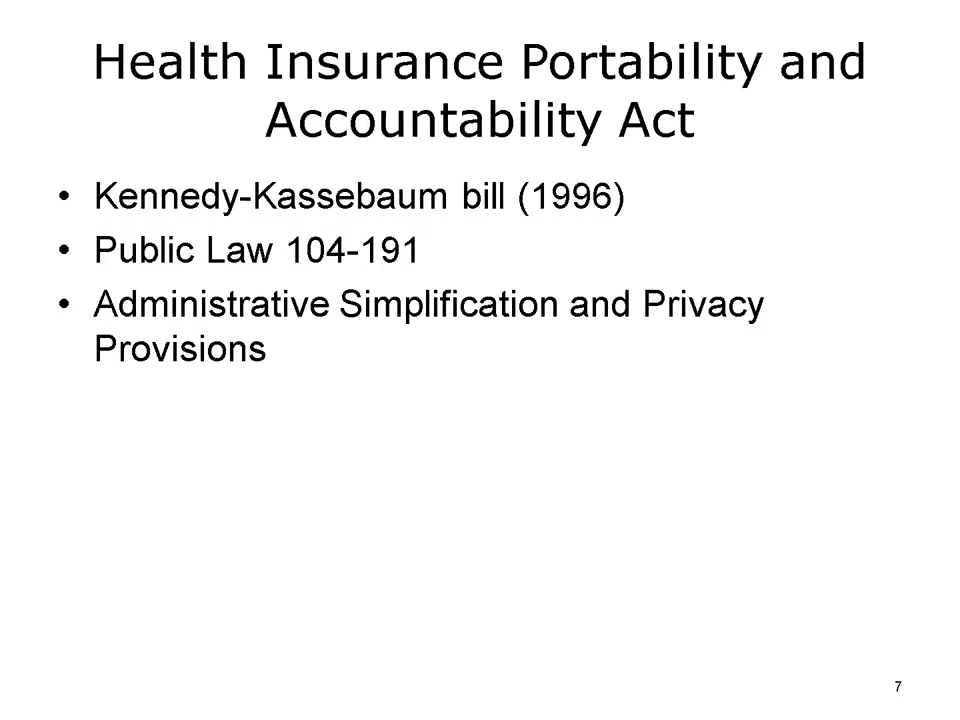 Health Insurance Portability and
Accountability Act
• Kennedy-Kassebaum bill (1996)
• Public Law 104-191
• Administrative Simplification and Privacy
Provisions
7